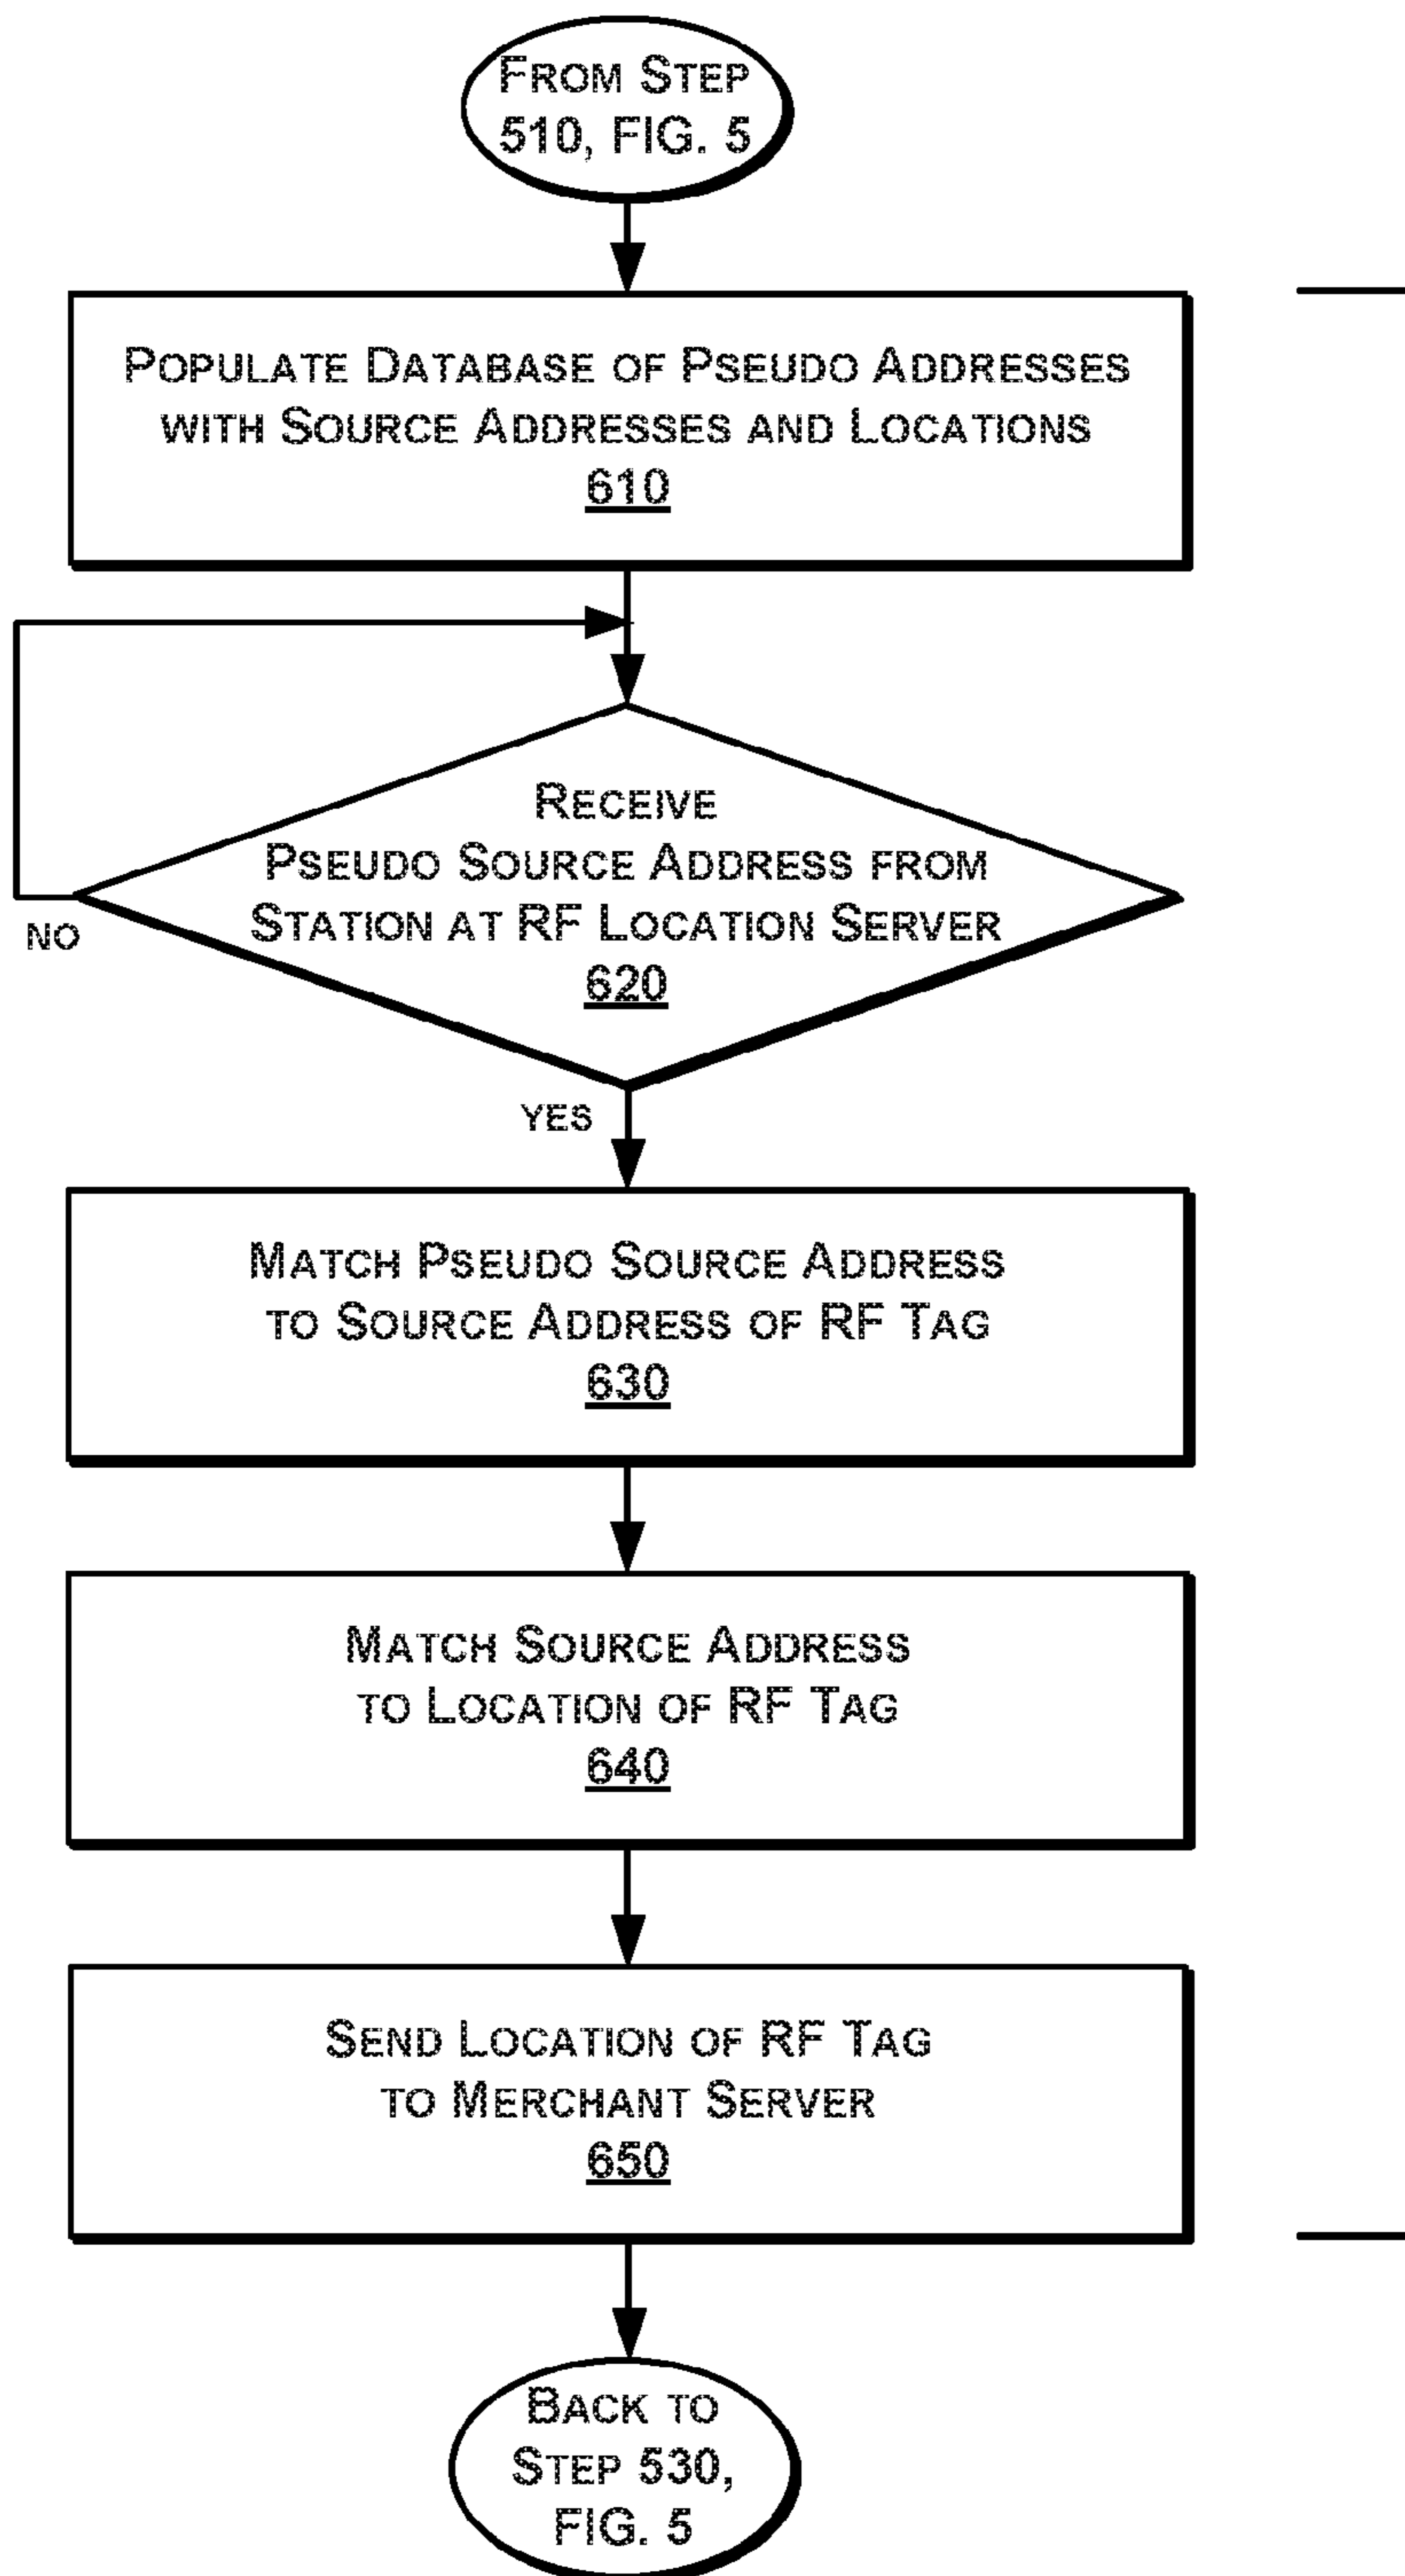 FROM STEP
510, FIG. 5
POPULATE DATABASE OF PSEUDO ADDRESSES
WITH SOURCE ADDRESSES AND LOCATIONS
610
RECEIVE
PSEUDO SOURCE ADDRESS FROM
STATION AT RF LOCATION SERVER
620
NO
YES
MATCH PSEUDO SOURCE ADDRESS
TO SOURCE ADDRESS OF RF TAG
630
MATCH SOURCE ADDRESS
TO LOCATION OF RF TAG
640
SEND LOCATION OF RF TAG
TO MERCHANT SERVER
650
BACK TO
STEP 530,
FIG. 5